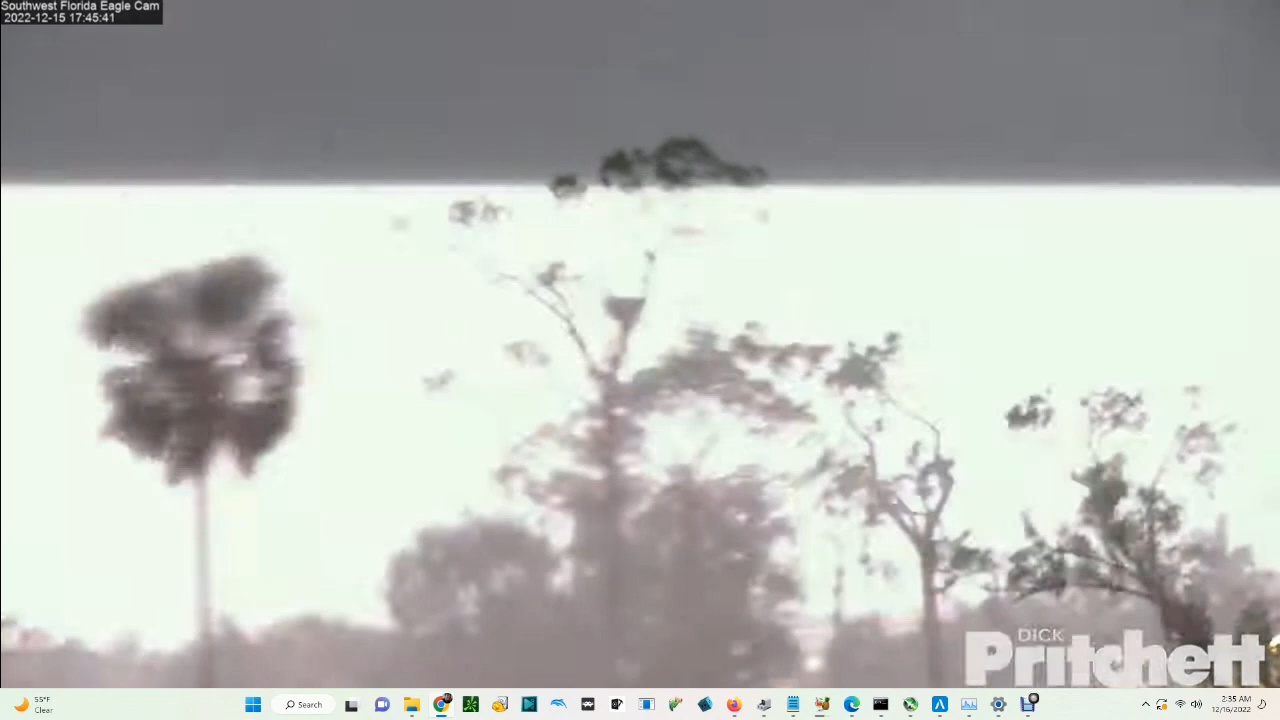 Southwest Florida Eagle Cam
2022-12-15 17:45:41
DICK
Pritchett
55°F
Clear
Search
2:35 AM
12/16/2022